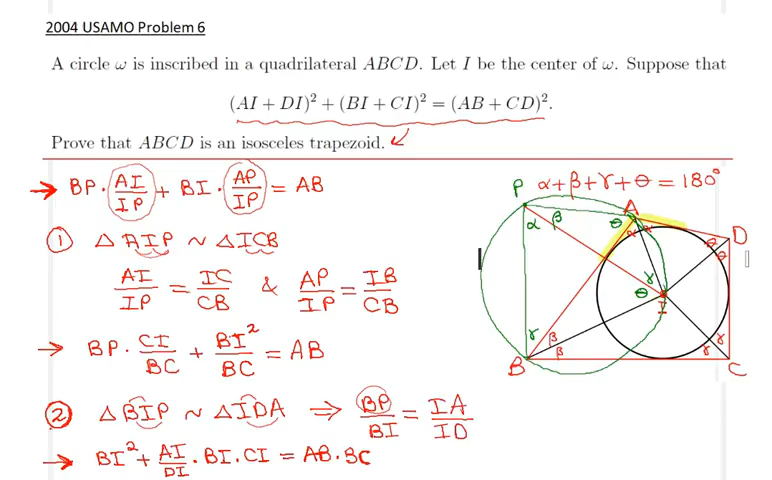 2004 USAMO Problem 6
A circle ω is inscribed in a quadrilateral ABCD. Let I be the center of ω. Suppose that
(AI + DI)² + (BI + CI)² = (AB + CD)².
Prove that ABCD is an isosceles trapezoid.
→ BP · AI/IP + BI · AP/IP = AB
① △AIP ~ △ICB
AI/IP = IC/CB & AP/IP = IB/CB
→ BP · CI/BC + BI²/BC = AB
② △BIP ~ △IDA ⇒ BP/BI = IA/ID
→ BI² + AI/DI · BI · CI = AB · BC
α+β+γ+θ = 180°
P
A
D
α β θ α α θ θ
γ
θ
I
γ β β γ γ
B
C